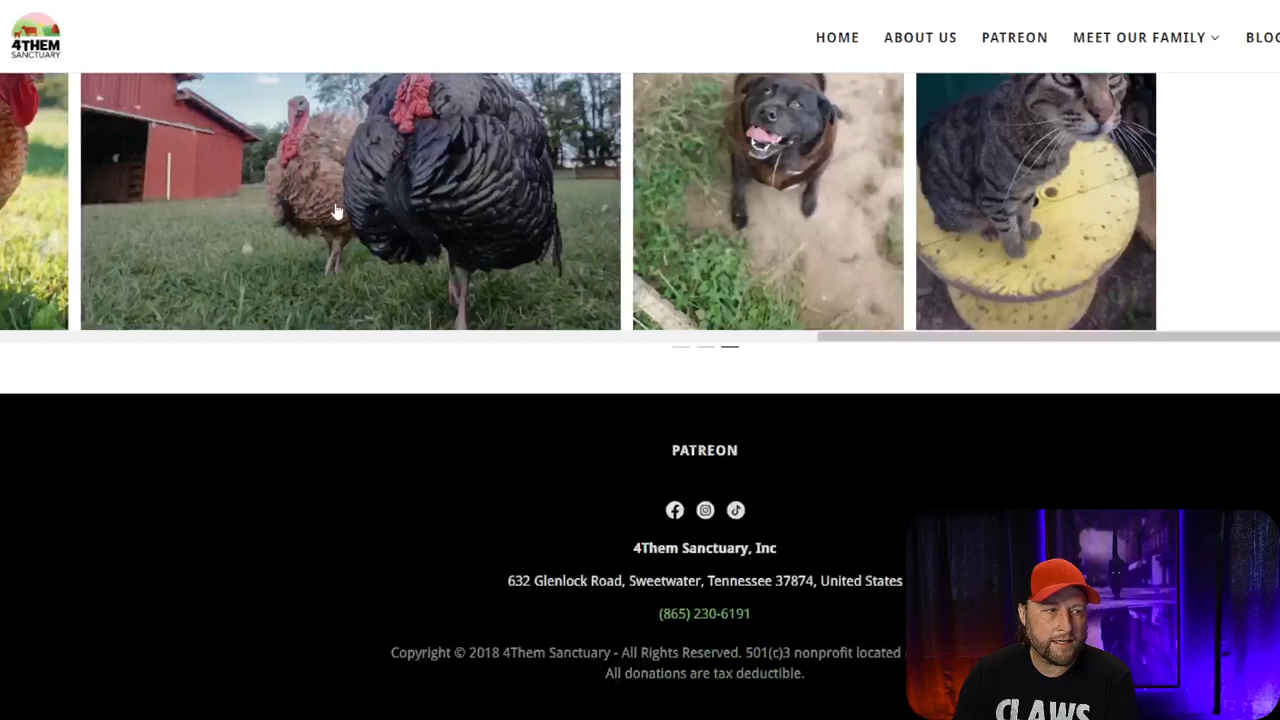 4THEM
SANCTUARY
HOME ABOUT US PATREON MEET OUR FAMILY BLOG
PATREON
4Them Sanctuary, Inc
632 Glenlock Road, Sweetwater, Tennessee 37874, United States
(865) 230-6191
Copyright © 2018 4Them Sanctuary - All Rights Reserved. 501(c)3 nonprofit located
All donations are tax deductible.
CLAWS